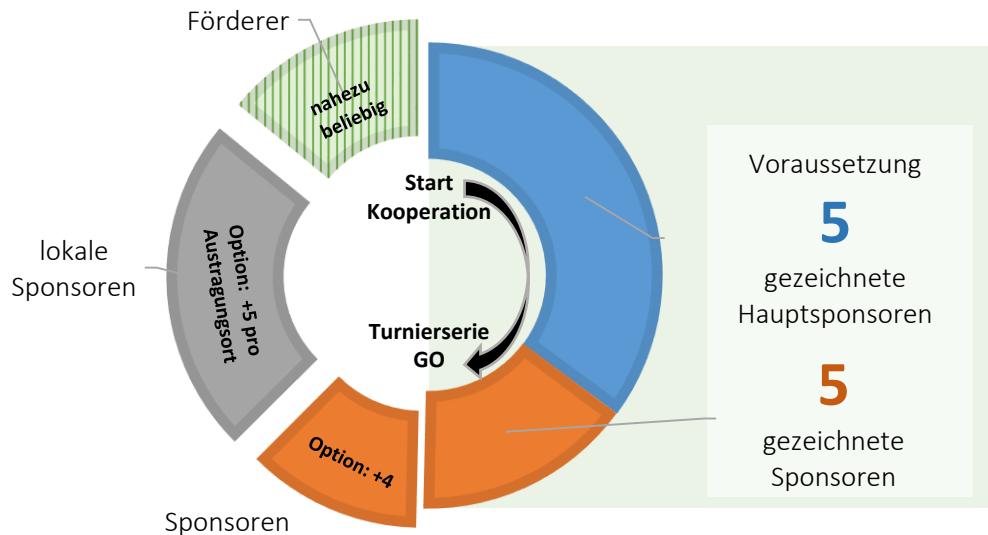 Förderer
nahezu
beliebig
Start
Kooperation
Voraussetzung
5
gezeichnete
Hauptsponsoren
5
gezeichnete
Sponsoren
lokale
Sponsoren
Option: +5 pro
Austragungsort
Turnierserie
GO
Option: +4
Sponsoren